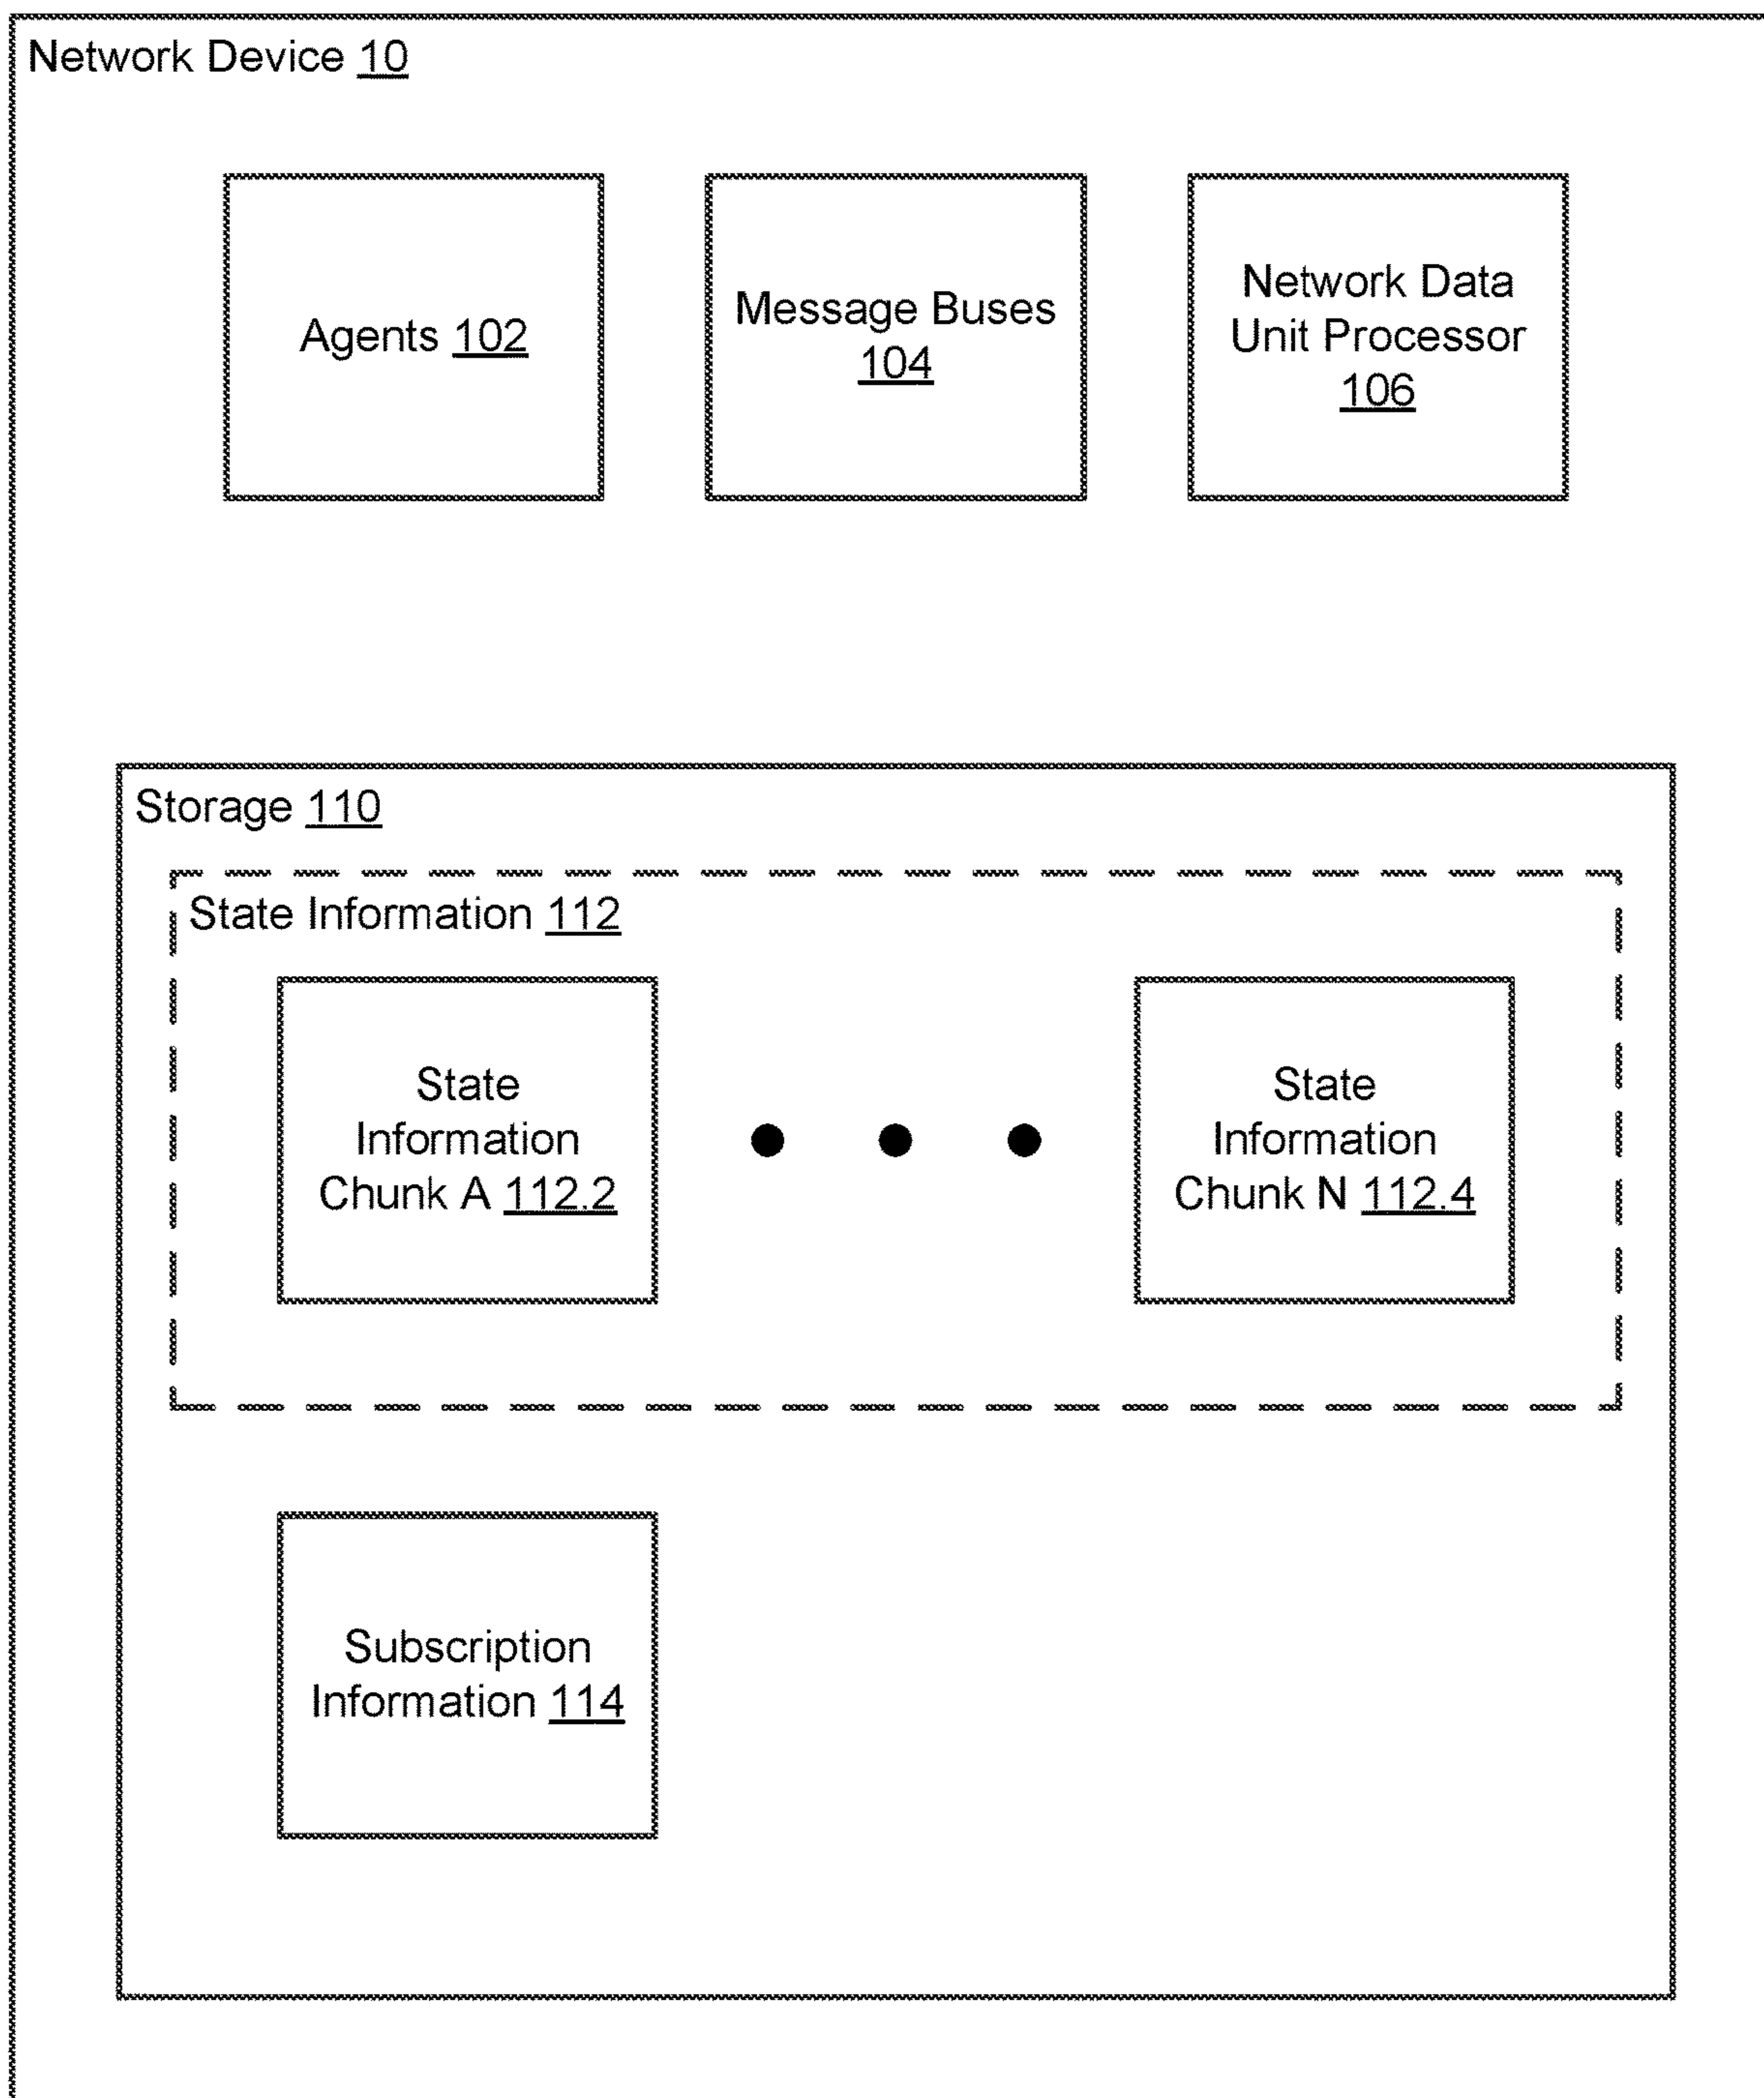 Network Device 10
Agents 102
Message Buses
104
Network Data
Unit Processor
106
Storage 110
State Information 112
State
Information
Chunk A 112.2
State
Information
Chunk N 112.4
Subscription
Information 114